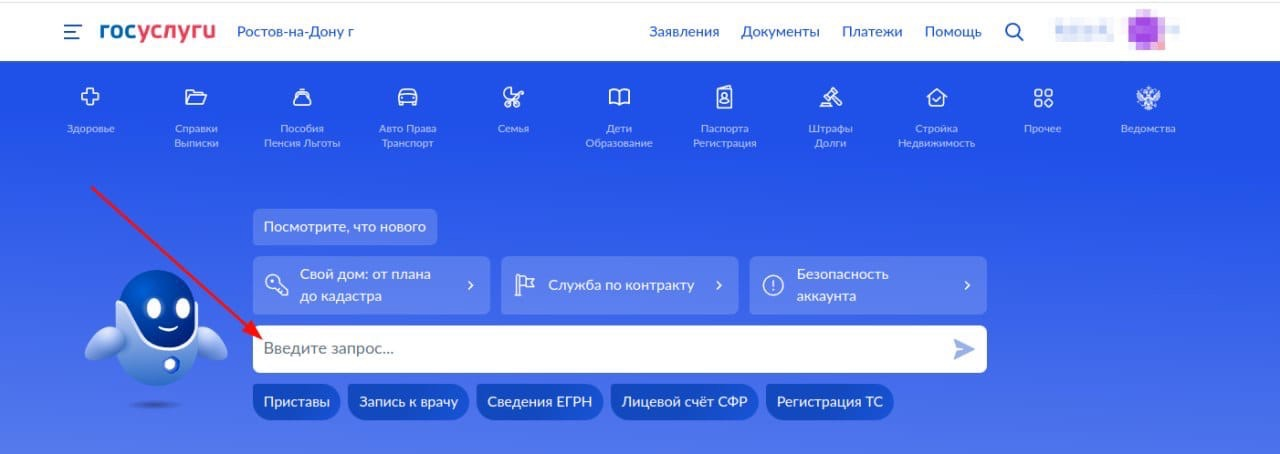 госуслуги Ростов-на-Дону г Заявления Документы Платежи Помощь
Здоровье
Справки
Выписки
Пособия
Пенсия Льготы
Авто Права
Транспорт
Семья
Дети
Образование
Паспорта
Регистрация
Штрафы
Долги
Стройка
Недвижимость
Прочее
Ведомства
Посмотрите, что нового
Свой дом: от плана
до кадастра
Служба по контракту
Безопасность
аккаунта
Введите запрос...
Приставы Запись к врачу Сведения ЕГРН Лицевой счёт СФР Регистрация ТС